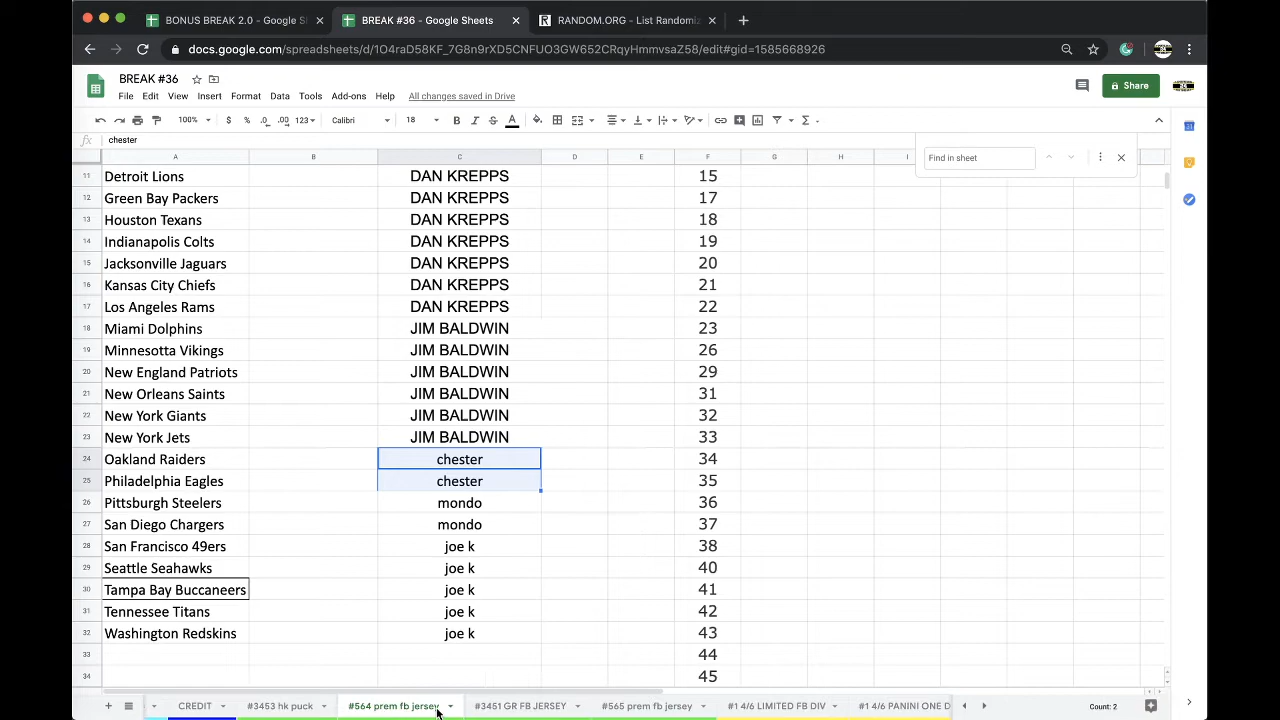 BONUS BREAK 2.0 - Google S
BREAK #36 - Google Sheets
RANDOM.ORG - List Randomiz
docs.google.com/spreadsheets/d/1O4raD58KF_7G8n9rXD5CNFUO3GW652CRqyHmmvsaZ58/edit#gid=1585668926
BREAK #36
File Edit View Insert Format Data Tools Add-ons Help All changes saved in Drive
Share
100% $ % .0 .00 123 Calibri 18 B I S A
fx chester
Find in sheet
A B C D E F G H I
11 Detroit Lions DAN KREPPS 15
12 Green Bay Packers DAN KREPPS 17
13 Houston Texans DAN KREPPS 18
14 Indianapolis Colts DAN KREPPS 19
15 Jacksonville Jaguars DAN KREPPS 20
16 Kansas City Chiefs DAN KREPPS 21
17 Los Angeles Rams DAN KREPPS 22
18 Miami Dolphins JIM BALDWIN 23
19 Minnesotta Vikings JIM BALDWIN 26
20 New England Patriots JIM BALDWIN 29
21 New Orleans Saints JIM BALDWIN 31
22 New York Giants JIM BALDWIN 32
23 New York Jets JIM BALDWIN 33
24 Oakland Raiders chester 34
25 Philadelphia Eagles chester 35
26 Pittsburgh Steelers mondo 36
27 San Diego Chargers mondo 37
28 San Francisco 49ers joe k 38
29 Seattle Seahawks joe k 40
30 Tampa Bay Buccaneers joe k 41
31 Tennessee Titans joe k 42
32 Washington Redskins joe k 43
33 44
34 45
CREDIT #3453 hk puck #564 prem fb jersey #3451 GR FB JERSEY #565 prem fb jersey #1 4/6 LIMITED FB DIV #1 4/6 PANINI ONE D Count: 2